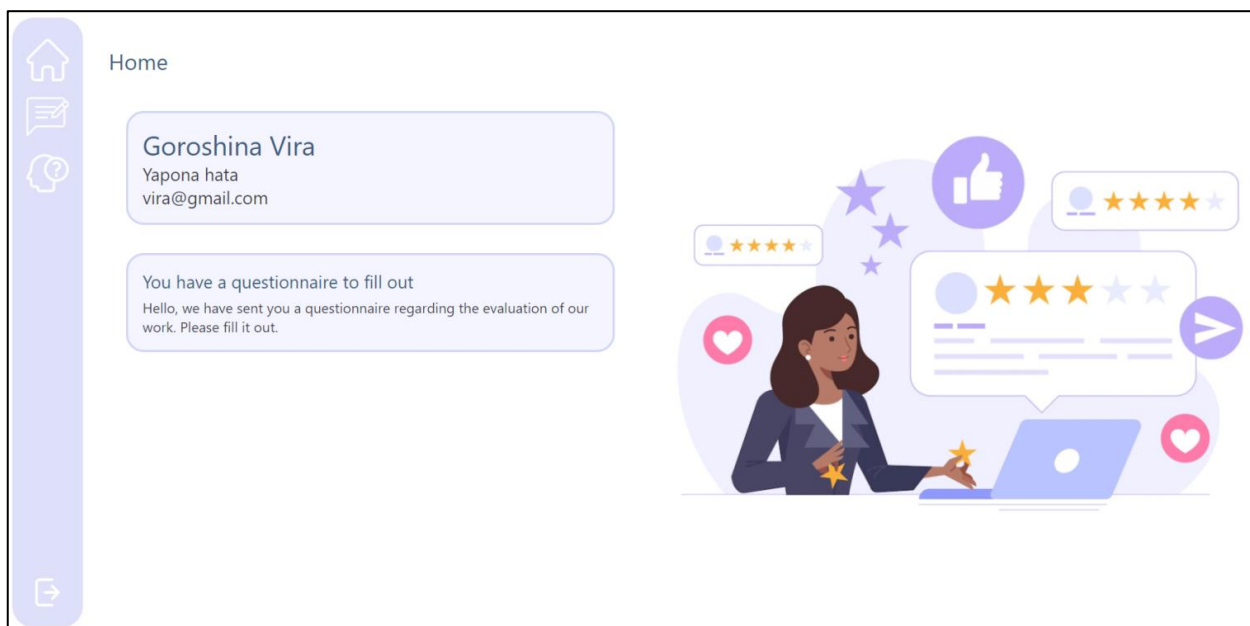 Home
Goroshina Vira
Yapona hata
vira@gmail.com
You have a questionnaire to fill out
Hello, we have sent you a questionnaire regarding the evaluation of our
work. Please fill it out.